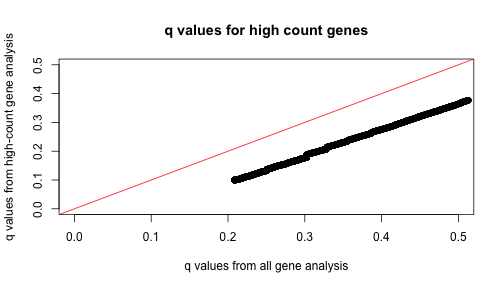 q values for high count genes
q values from high-count gene analysis
0.5
0.4
0.3
0.2
0.1
0.0
0.0 0.1 0.2 0.3 0.4 0.5
q values from all gene analysis